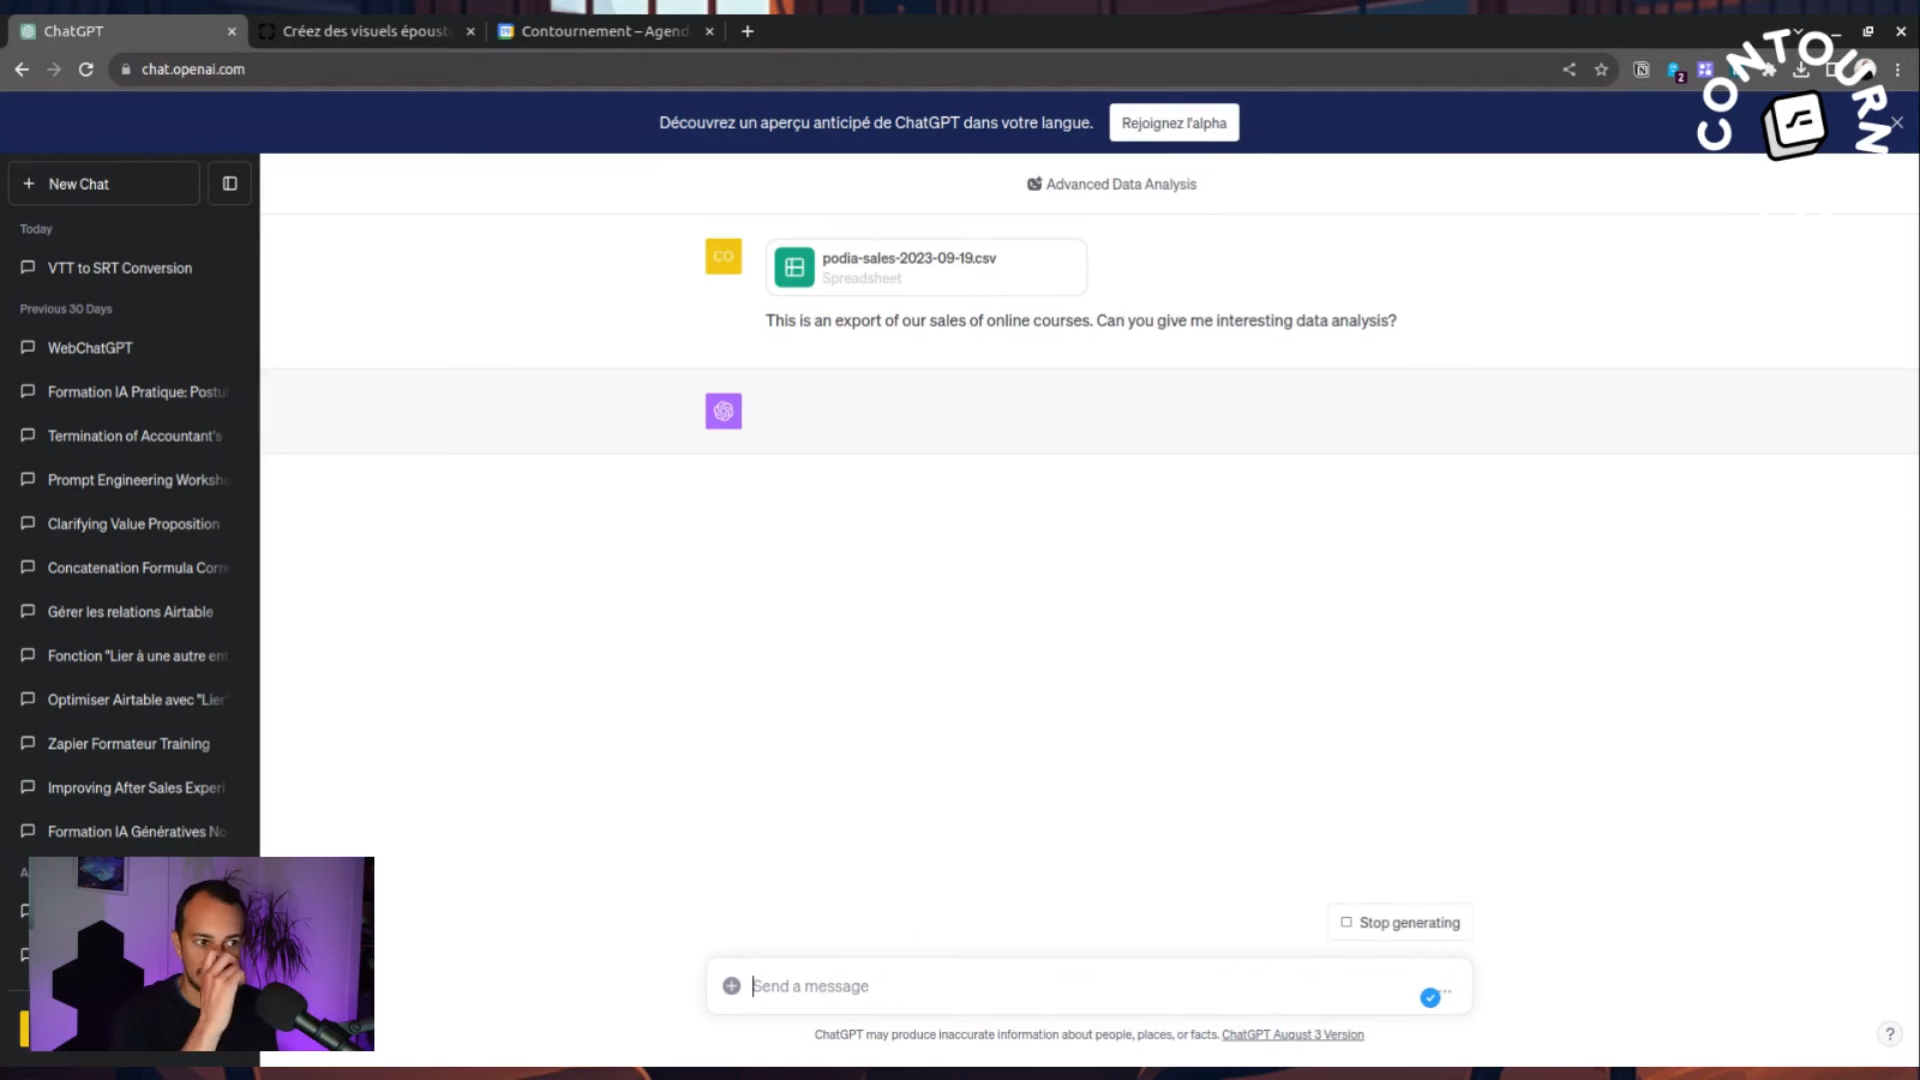 ChatGPT
Créez des visuels époust
Contournement – Agend
chat.openai.com
2
CONTOURN
Découvrez un aperçu anticipé de ChatGPT dans votre langue.
Rejoignez l'alpha
New Chat
Advanced Data Analysis
Today
VTT to SRT Conversion
Previous 30 Days
WebChatGPT
Formation IA Pratique: Postu
Termination of Accountant's
Prompt Engineering Worksho
Clarifying Value Proposition
Concatenation Formula Corre
Gérer les relations Airtable
Fonction "Lier à une autre ent
Optimiser Airtable avec "Lier"
Zapier Formateur Training
Improving After Sales Experi
Formation IA Génératives No
CO
podia-sales-2023-09-19.csv
Spreadsheet
This is an export of our sales of online courses. Can you give me interesting data analysis?
Stop generating
Send a message
ChatGPT may produce inaccurate information about people, places, or facts. ChatGPT August 3 Version
?